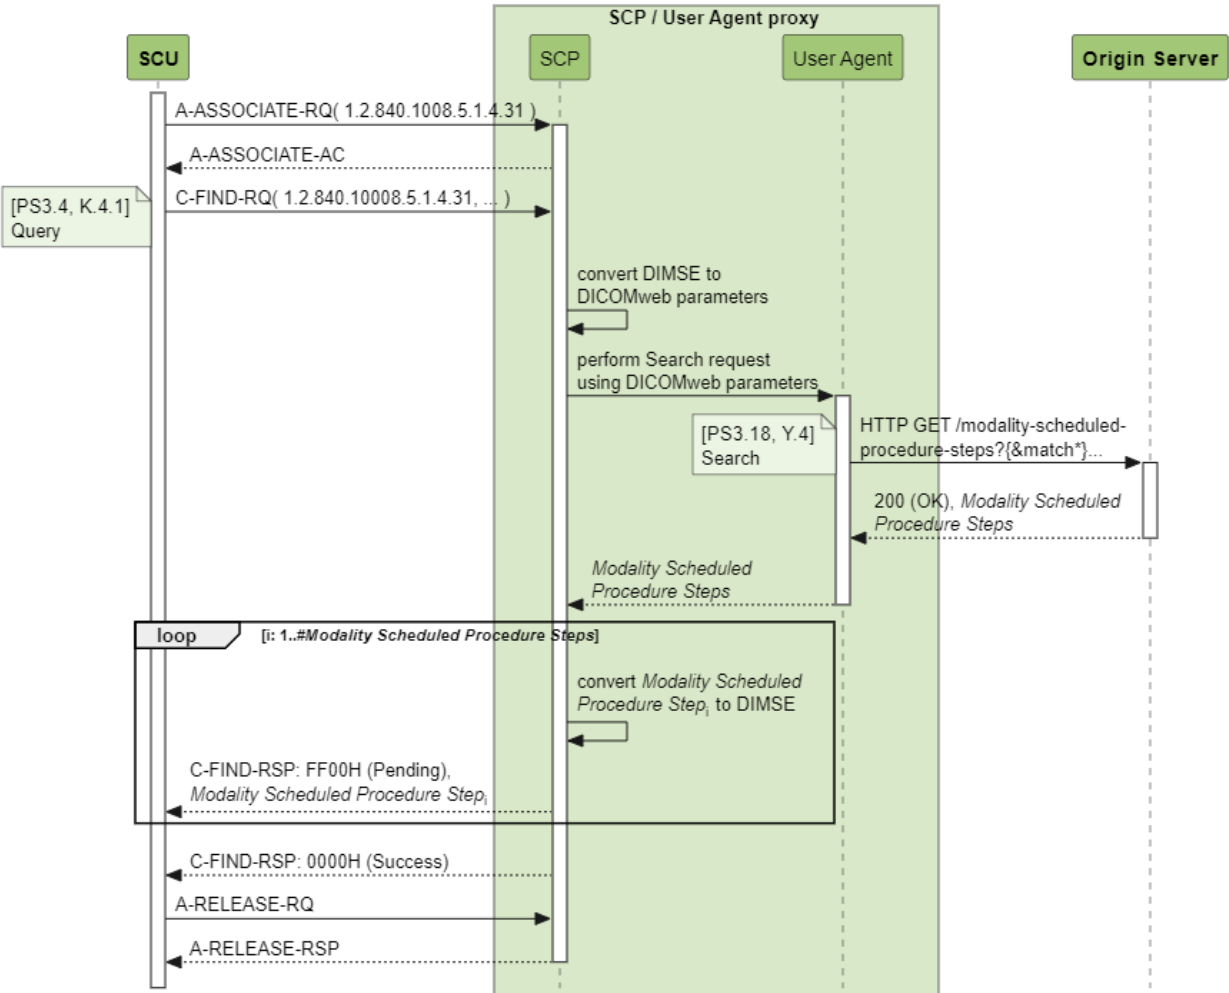 SCP / User Agent proxy
SCU
SCP
User Agent
Origin Server
A-ASSOCIATE-RQ( 1.2.840.1008.5.1.4.31 )
A-ASSOCIATE-AC
[PS3.4, K.4.1]
Query
C-FIND-RQ( 1.2.840.10008.5.1.4.31, ... )
convert DIMSE to
DICOMweb parameters
perform Search request
using DICOMweb parameters
[PS3.18, Y.4]
Search
HTTP GET /modality-scheduled-
procedure-steps?{&match*}...
200 (OK), Modality Scheduled
Procedure Steps
Modality Scheduled
Procedure Steps
loop
[i: 1..#Modality Scheduled Procedure Steps]
convert Modality Scheduled
Procedure Stepi to DIMSE
C-FIND-RSP: FF00H (Pending),
Modality Scheduled Procedure Stepi
C-FIND-RSP: 0000H (Success)
A-RELEASE-RQ
A-RELEASE-RSP